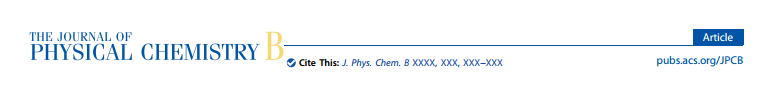 THE JOURNAL OF
PHYSICAL CHEMISTRY B
Article
Cite This: J. Phys. Chem. B XXXX, XXX, XXX−XXX
pubs.acs.org/JPCB